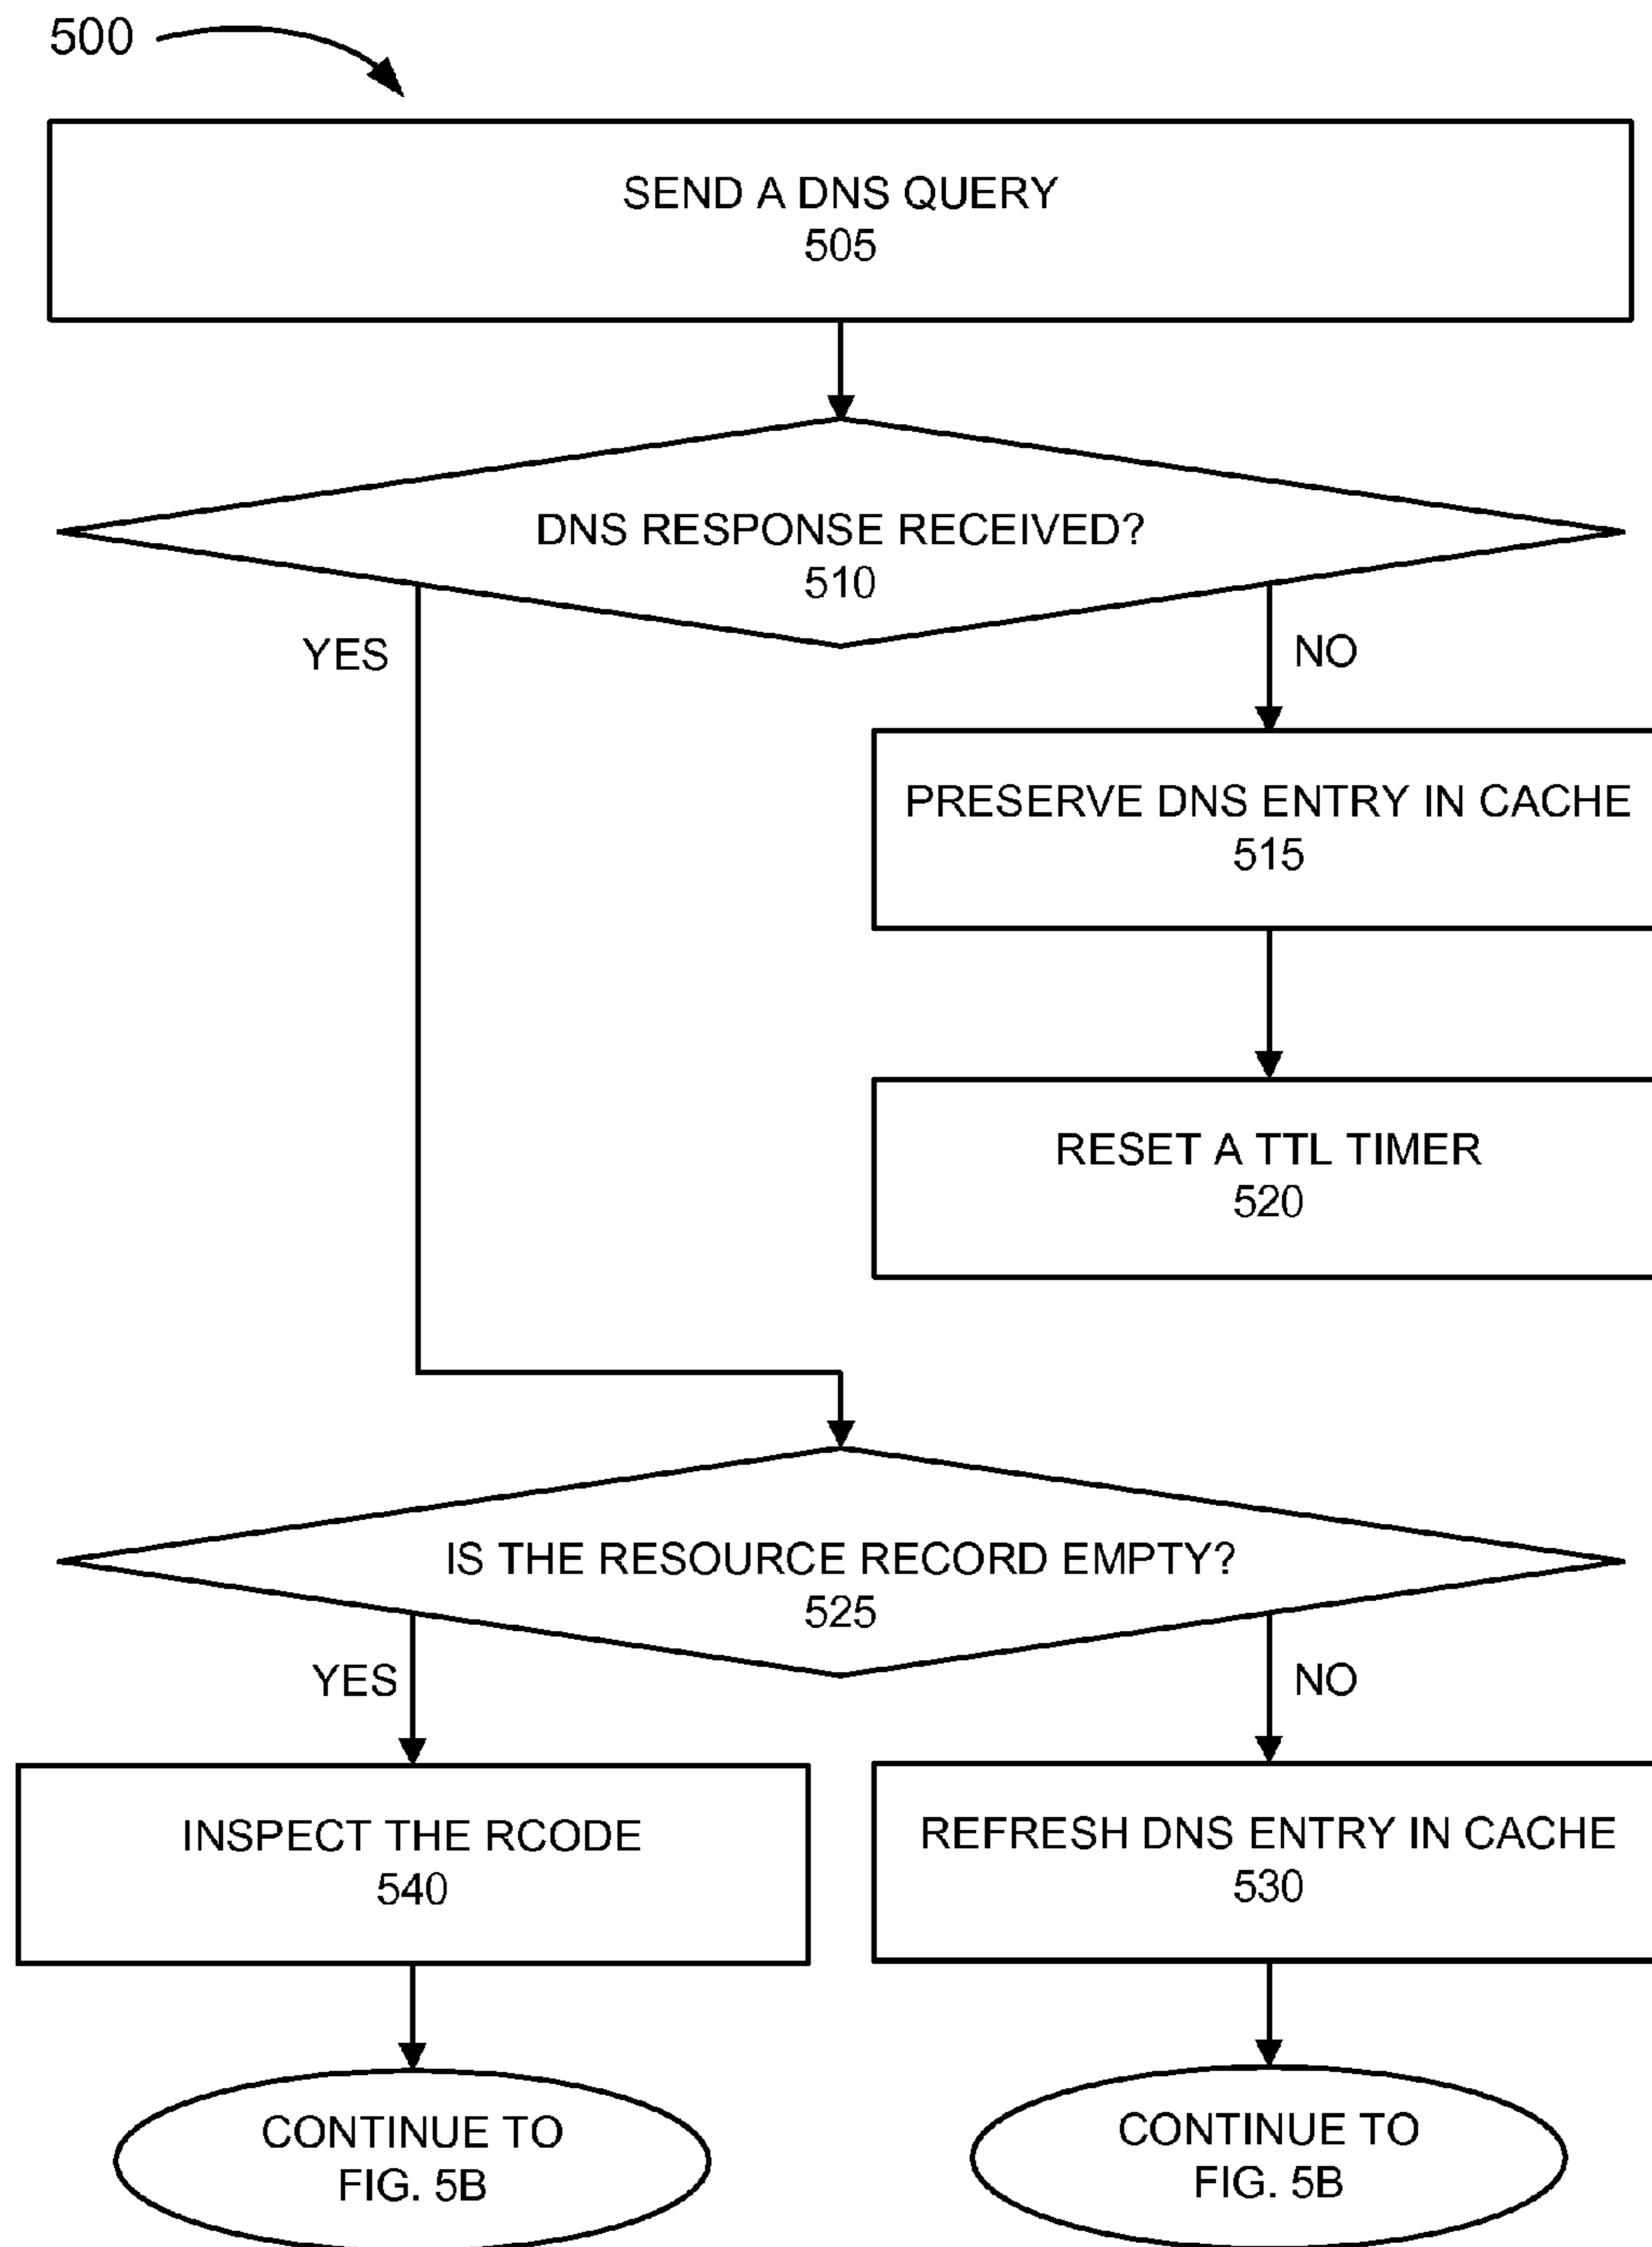 500
SEND A DNS QUERY
505
DNS RESPONSE RECEIVED?
510
YES
NO
PRESERVE DNS ENTRY IN CACHE
515
RESET A TTL TIMER
520
IS THE RESOURCE RECORD EMPTY?
525
YES
NO
INSPECT THE RCODE
540
REFRESH DNS ENTRY IN CACHE
530
CONTINUE TO
FIG. 5B
CONTINUE TO
FIG. 5B